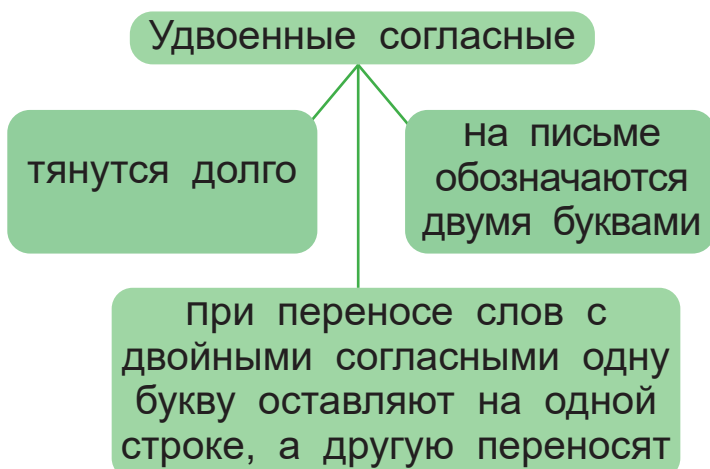 Удвоенные согласные
тянутся долго
на письме
обозначаются
двумя буквами
при переносе слов с
двойными согласными одну
букву оставляют на одной
строке, а другую переносят